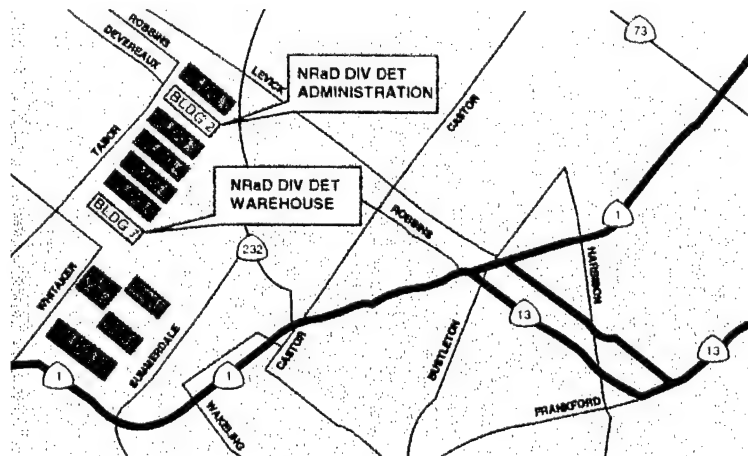 ROBBINS
DEVEREAUX
LEVICK
73
NRaD DIV DET
ADMINISTRATION
BLDG 2
CASTOR
TABOR
NRaD DIV DET
WAREHOUSE
BLDG 7
ROBBINS
1
232
HARBISON
WHITAKER
13
13
SUMMERDALE
CASTOR
BUSTLETON
1
1
WAKELING
FRANKFORD